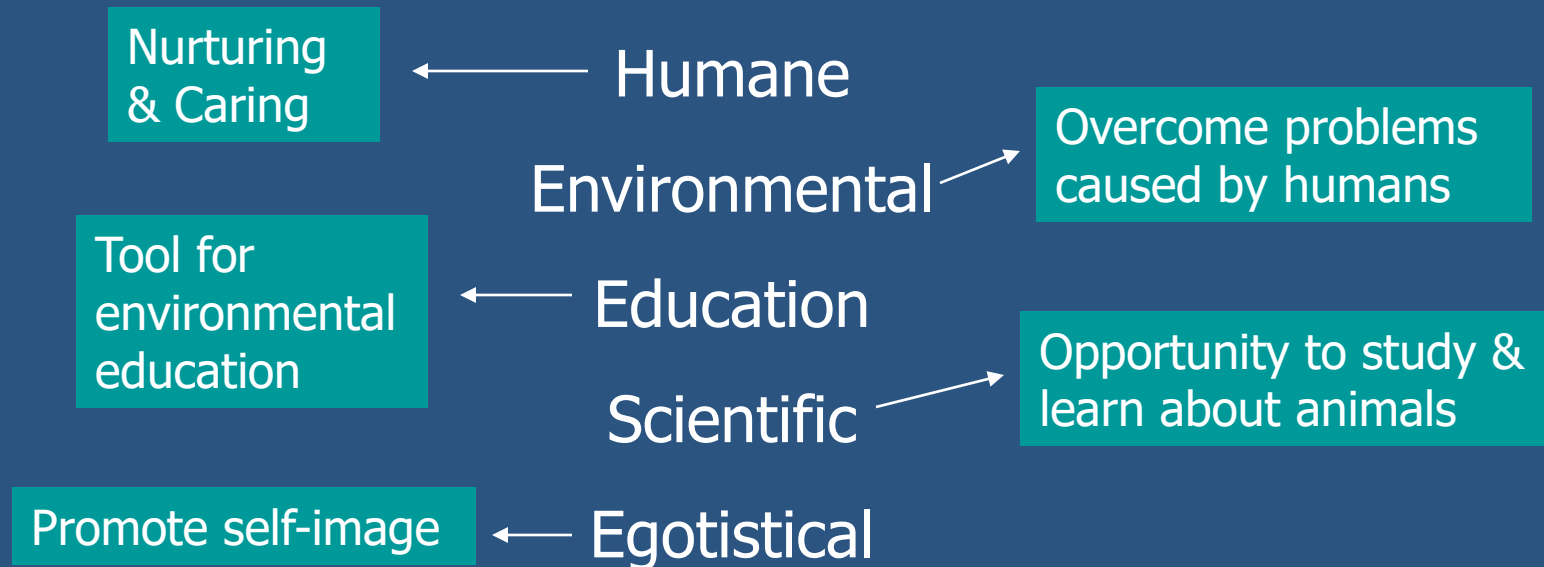 Nurturing
& Caring
Humane
Environmental
Overcome problems
caused by humans
Tool for
environmental
education
Education
Scientific
Opportunity to study &
learn about animals
Promote self-image
Egotistical